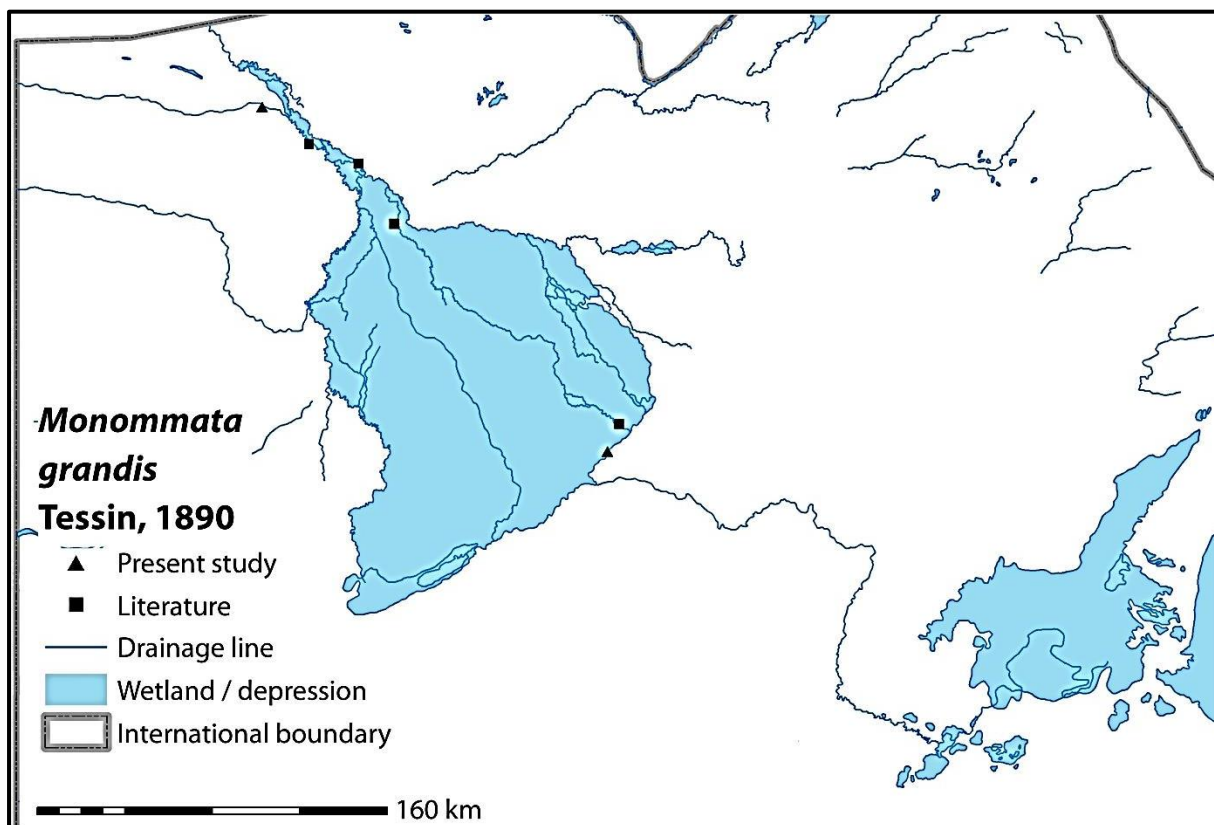 Monommata
grandis
Tessin, 1890
Present study
Literature
Drainage line
Wetland / depression
International boundary
160 km